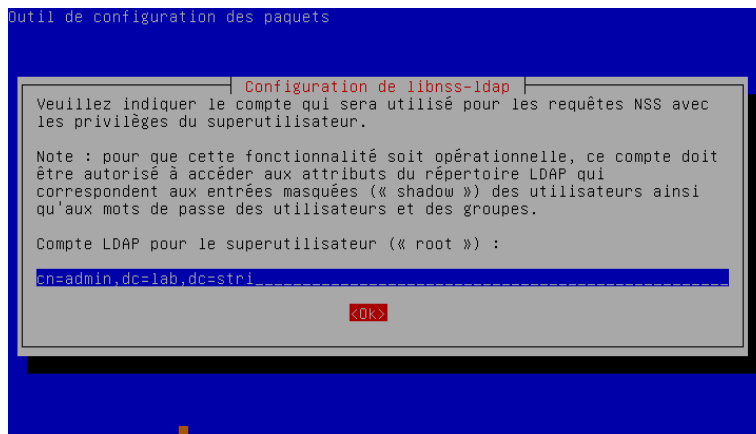 Outil de configuration des paquets
Configuration de libnss-ldap
Veuillez indiquer le compte qui sera utilisé pour les requêtes NSS avec
les privilèges du superutilisateur.
Note : pour que cette fonctionnalité soit opérationnelle, ce compte doit
être autorisé à accéder aux attributs du répertoire LDAP qui
correspondent aux entrées masquées (« shadow ») des utilisateurs ainsi
qu'aux mots de passe des utilisateurs et des groupes.
Compte LDAP pour le superutilisateur (« root ») :
cn=admin,dc=lab,dc=stri
<Ok>